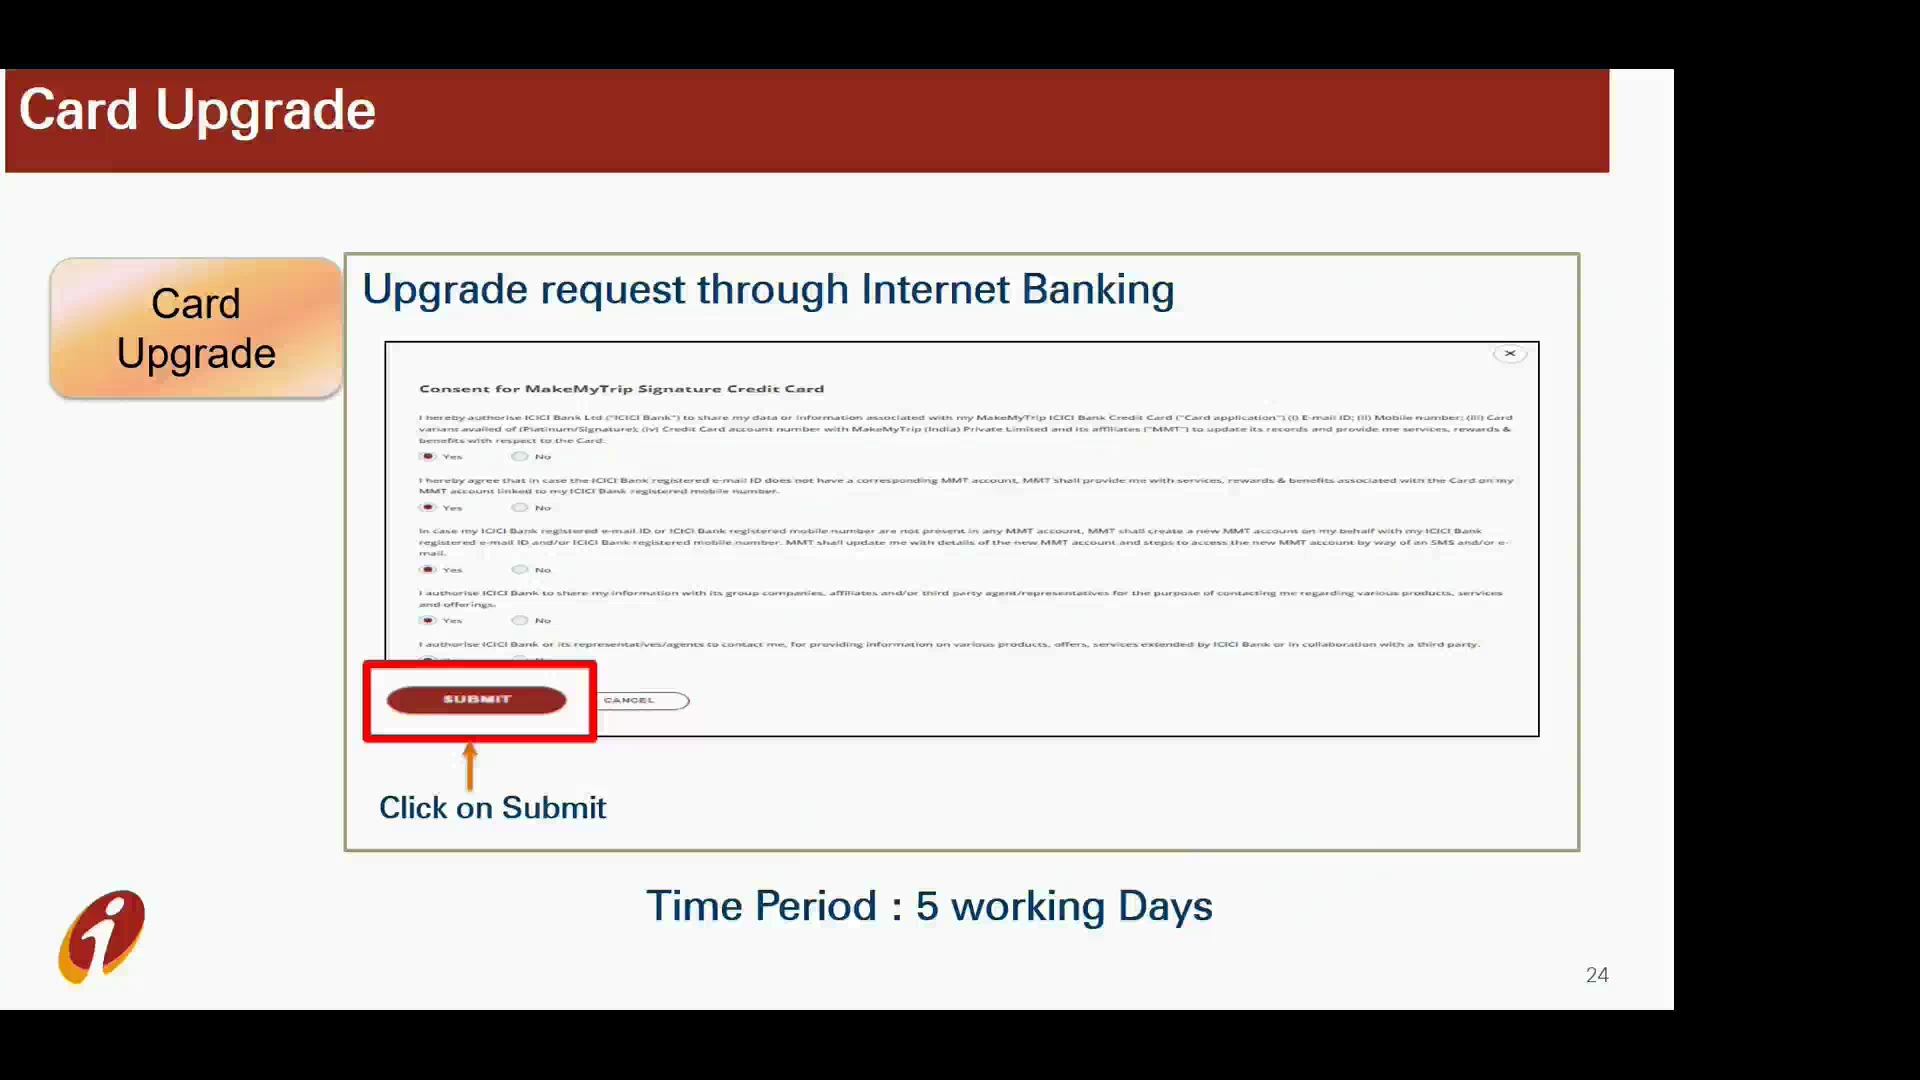 Card Upgrade
Card
Upgrade
Upgrade request through Internet Banking
Consent for MakeMyTrip Signature Credit Card
I hereby authorise ICICI Bank Ltd ("ICICI Bank") to share my data or information associated with my MakeMyTrip ICICI Bank Credit Card ("Card application") (i) E-mail ID; (ii) Mobile number; (iii) Card
variant availed of (Platinum/Signature); (iv) Credit Card account number with MakeMyTrip (India) Private Limited and its affiliates ("MMT") to update its records and provide me services, rewards &
benefits with respect to the Card.
Yes No
I hereby agree that in case the ICICI Bank registered e-mail ID does not have a corresponding MMT account, MMT shall provide me with services, rewards & benefits associated with the Card on my
MMT account linked to my ICICI Bank registered mobile number.
Yes No
In case my ICICI Bank registered e-mail ID or ICICI Bank registered mobile number are not present in any MMT account, MMT shall create a new MMT account on my behalf with my ICICI Bank
registered e-mail ID and/or ICICI Bank registered mobile number. MMT shall update me with details of the new MMT account and steps to access the new MMT account by way of an SMS and/or e-
mail.
Yes No
I authorise ICICI Bank to share my information with its group companies, affiliates and/or third party agent/representatives for the purpose of contacting me regarding various products, services
and offerings.
Yes No
I authorise ICICI Bank or its representatives/agents to contact me, for providing information on various products, offers, services extended by ICICI Bank or in collaboration with a third party.
SUBMIT CANCEL
Click on Submit
Time Period : 5 working Days
24